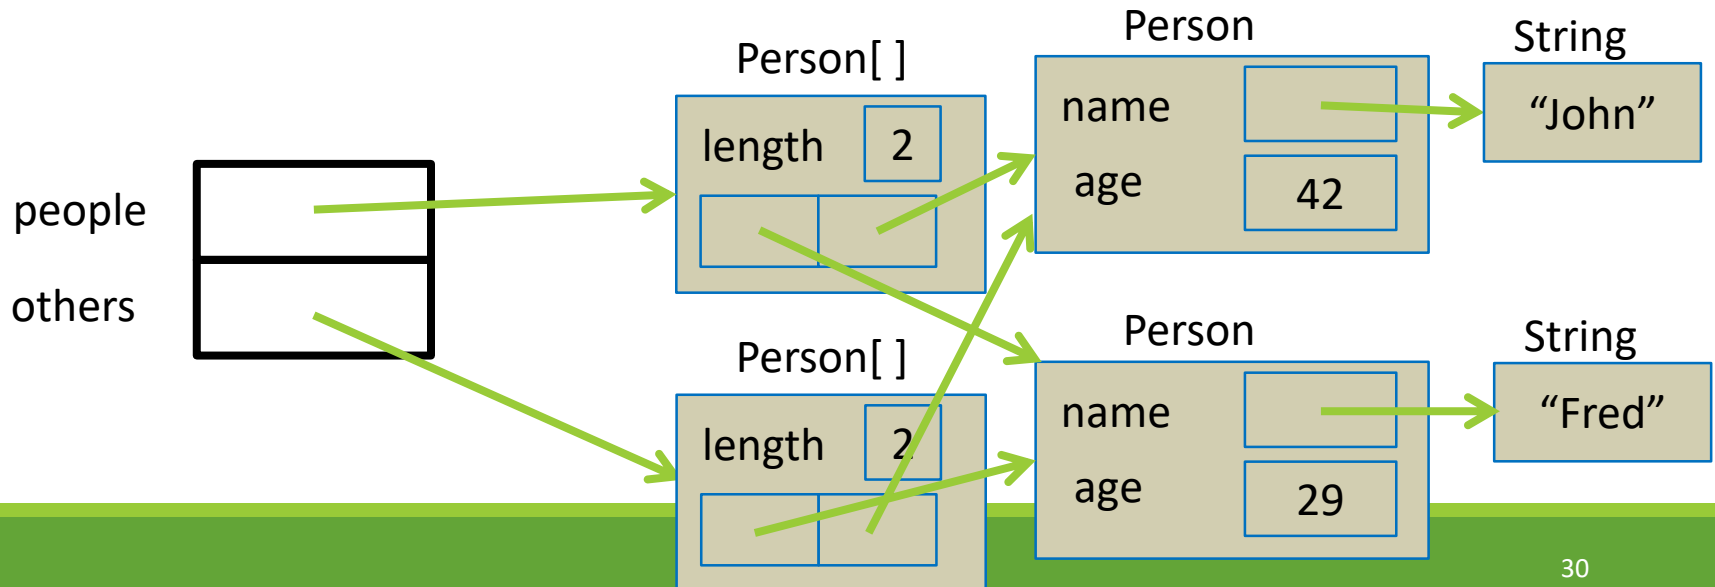 people
others
Person[ ]
length 2
Person[ ]
length 2
Person
name
age 42
String
“John”
Person
name
age 29
String
“Fred”
30